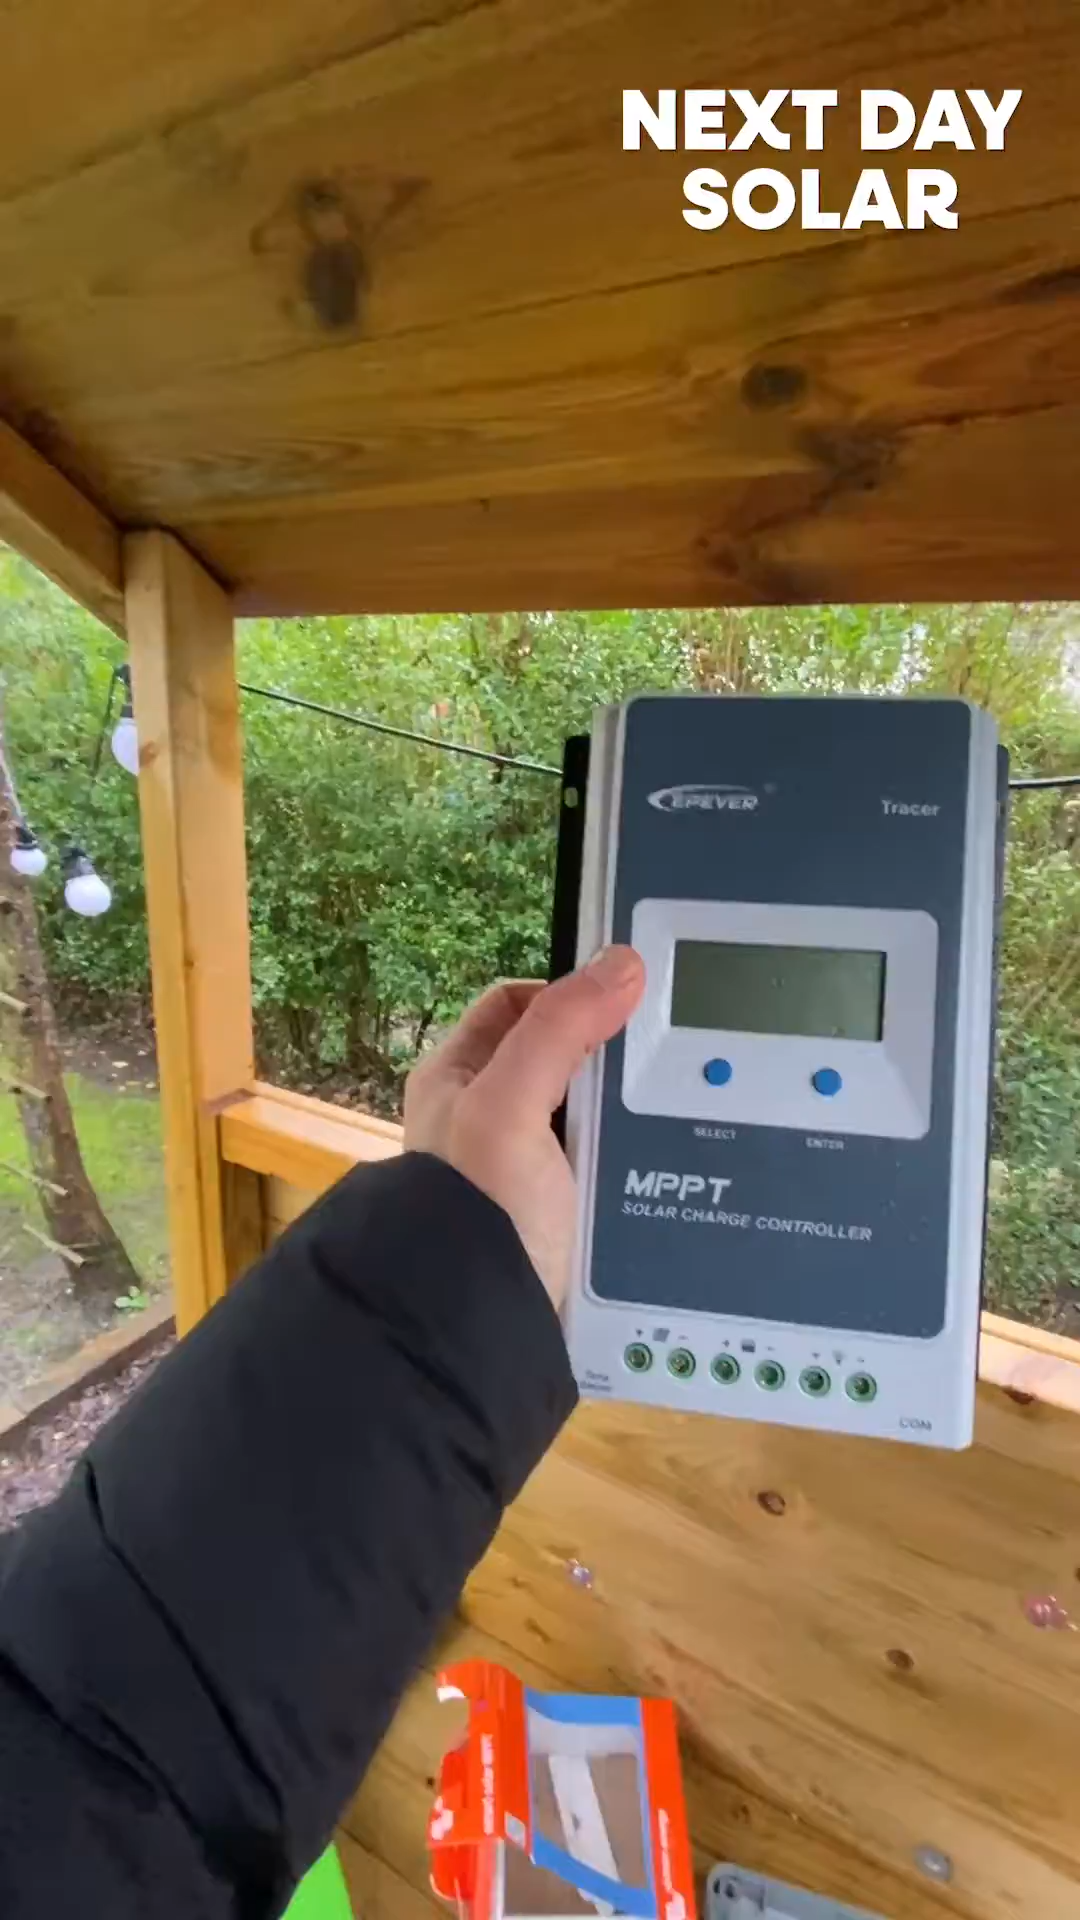 NEXT DAY
SOLAR
EPEVER
Tracer
SELECT
ENTER
MPPT
SOLAR CHARGE CONTROLLER
COM